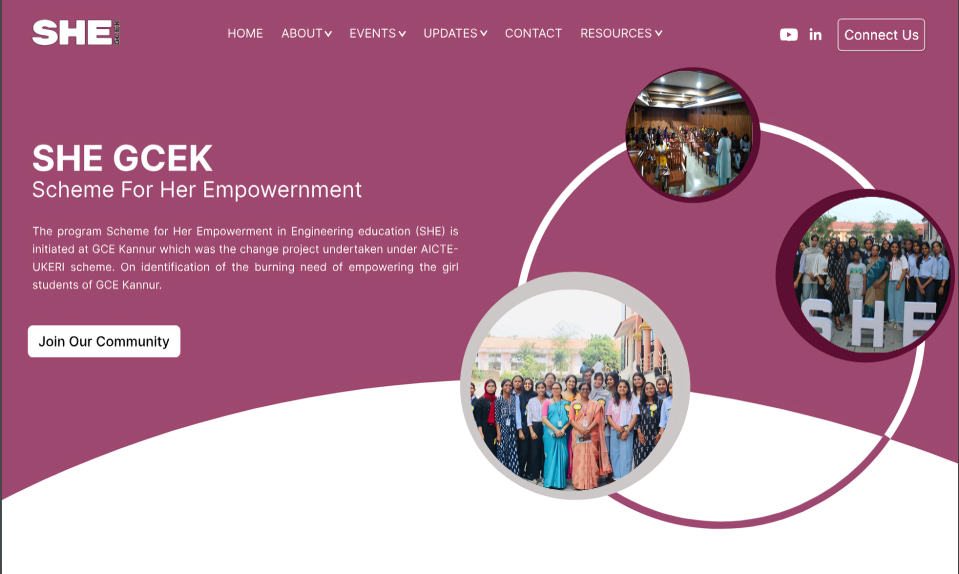 SHE GCEK
HOME ABOUT EVENTS UPDATES CONTACT RESOURCES
in
Connect Us
SHE GCEK
Scheme For Her Empowernment
The program Scheme for Her Empowerment in Engineering education (SHE) is
initiated at GCE Kannur which was the change project undertaken under AICTE-
UKERI scheme. On identification of the burning need of empowering the girl
students of GCE Kannur.
Join Our Community
SHE